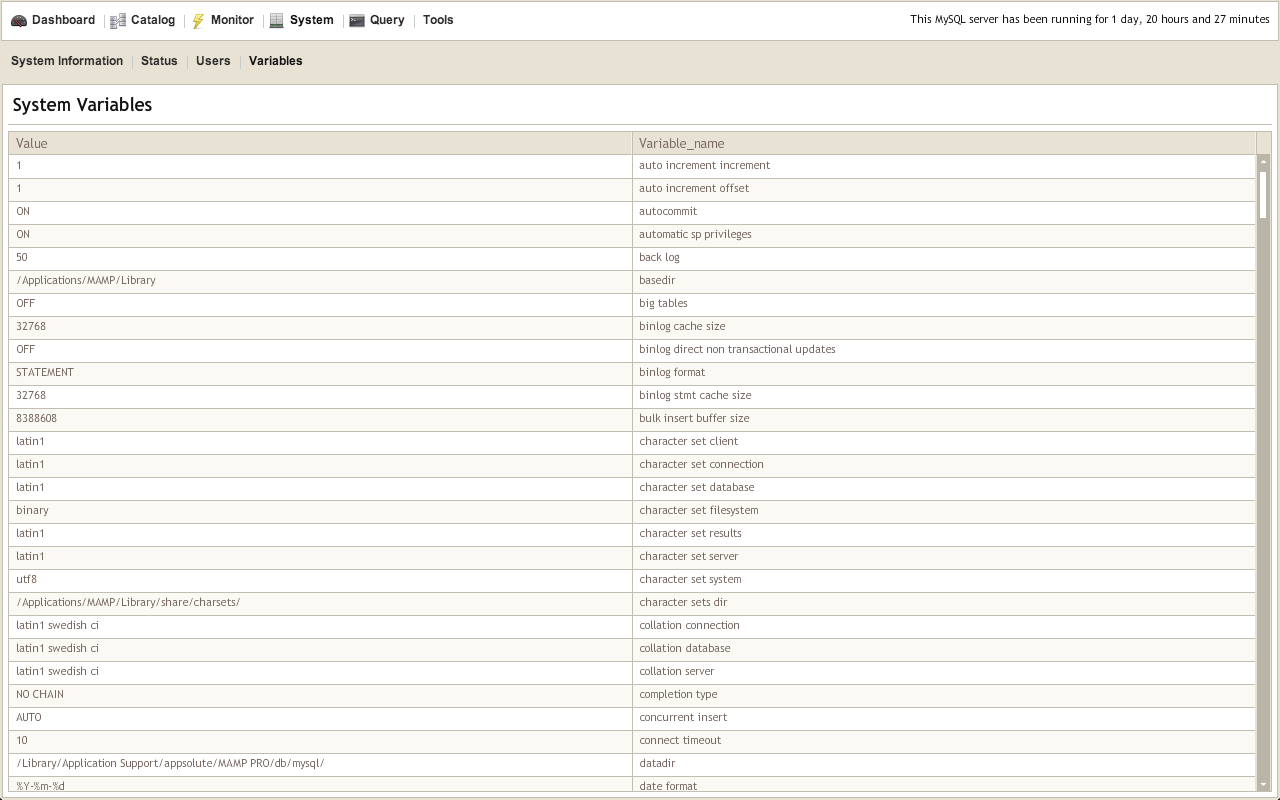 Dashboard Catalog Monitor System Query Tools This MySQL server has been running for 1 day, 20 hours and 27 minutes
System Information Status Users Variables
System Variables
Value Variable_name
1 auto increment increment
1 auto increment offset
ON autocommit
ON automatic sp privileges
50 back log
/Applications/MAMP/Library basedir
OFF big tables
32768 binlog cache size
OFF binlog direct non transactional updates
STATEMENT binlog format
32768 binlog stmt cache size
8388608 bulk insert buffer size
latin1 character set client
latin1 character set connection
latin1 character set database
binary character set filesystem
latin1 character set results
latin1 character set server
utf8 character set system
/Applications/MAMP/Library/share/charsets/ character sets dir
latin1 swedish ci collation connection
latin1 swedish ci collation database
latin1 swedish ci collation server
NO CHAIN completion type
AUTO concurrent insert
10 connect timeout
/Library/Application Support/appsolute/MAMP PRO/db/mysql/ datadir
%Y-%m-%d date format